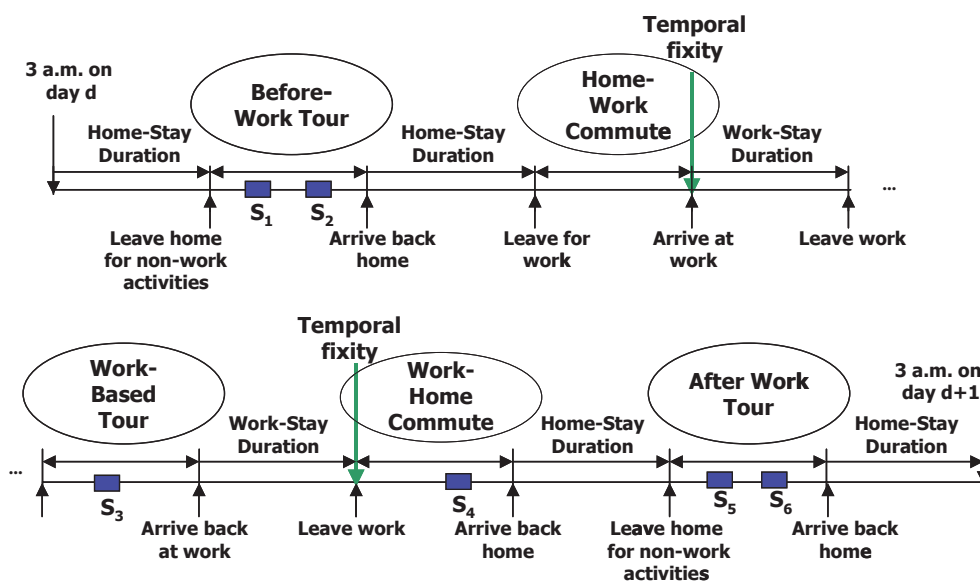 Temporal
fixity
3 a.m. on
day d
Before-
Work Tour
Home-
Work
Commute
Home-Stay
Duration
Home-Stay
Duration
Work-Stay
Duration
...
S1
S2
Leave home
for non-work
activities
Arrive back
home
Leave for
work
Arrive at
work
Leave work
Temporal
fixity
Work-
Based
Tour
Work-
Home
Commute
After Work
Tour
3 a.m. on
day d+1
Work-Stay
Duration
Home-Stay
Duration
Home-Stay
Duration
...
S3
S4
S5
S6
Arrive back
at work
Leave work
Arrive back
home
Leave home
for non-work
activities
Arrive back
home